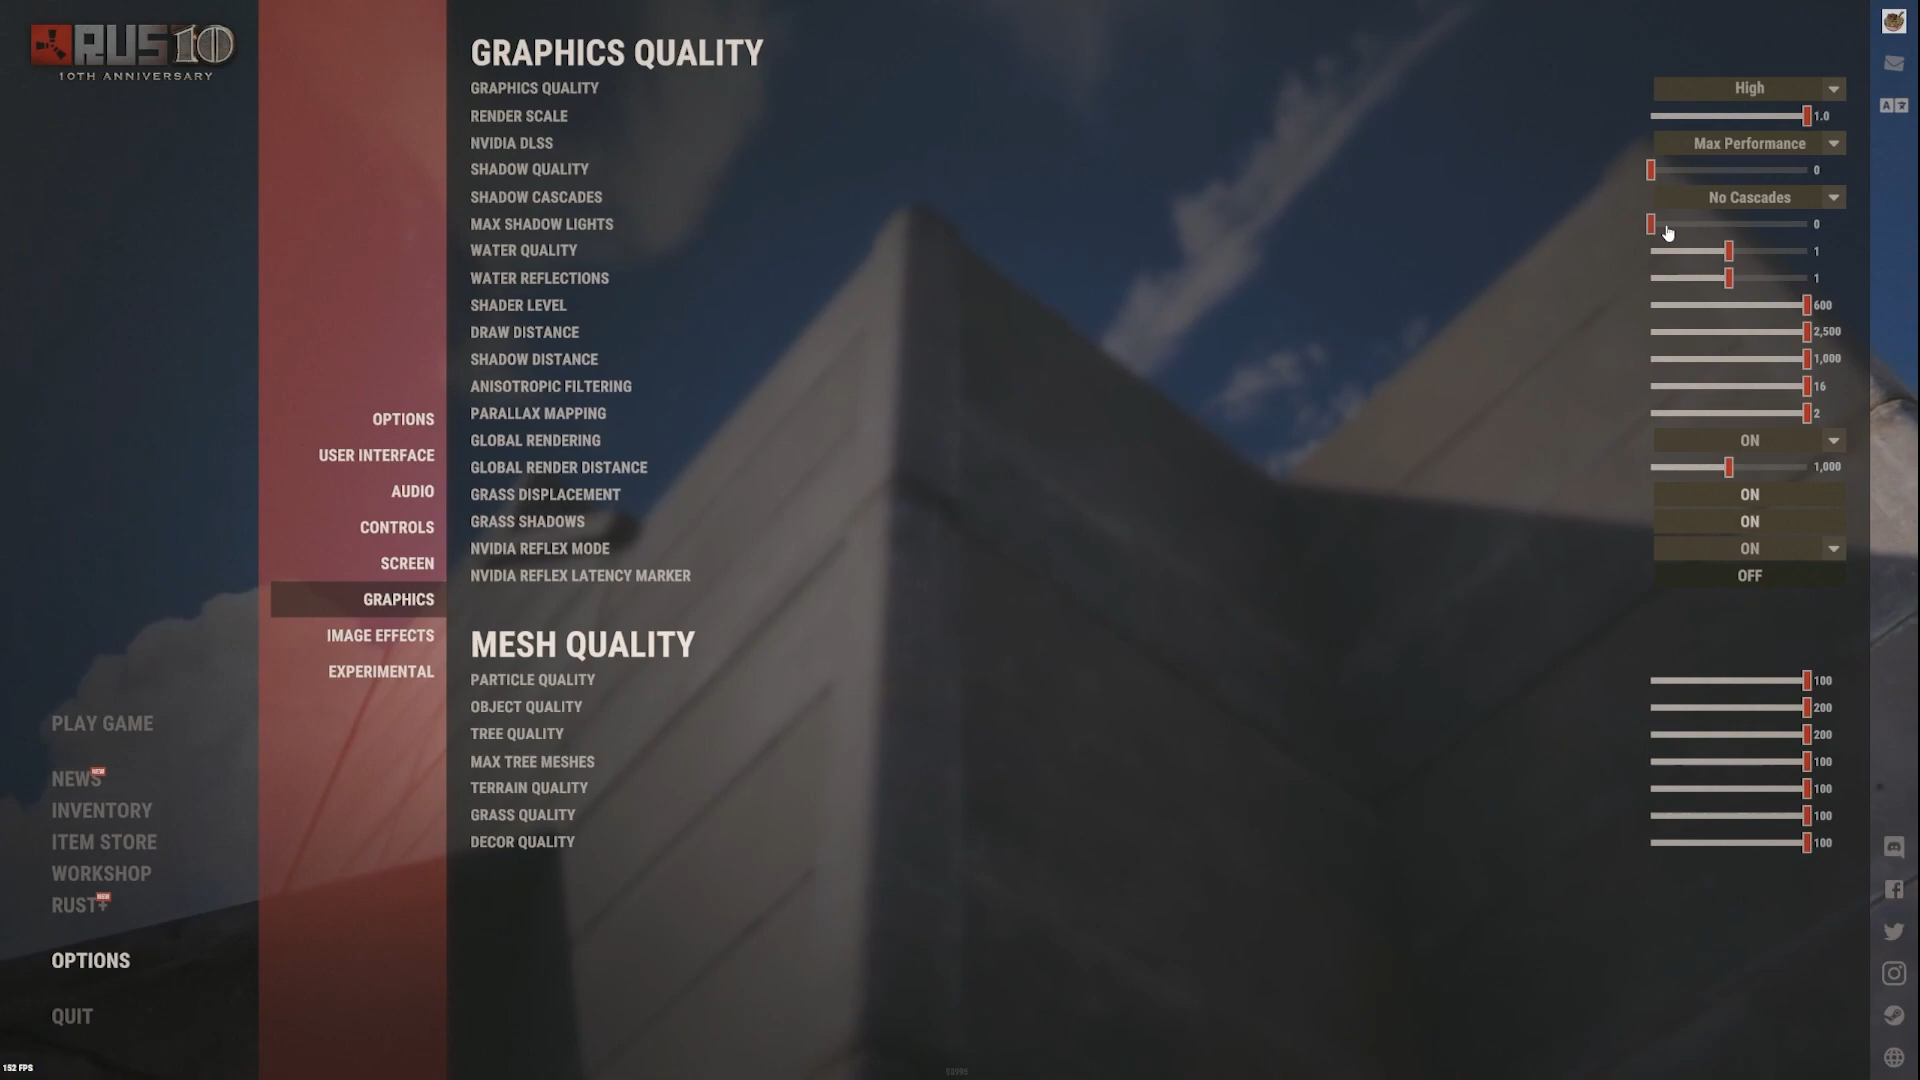 RUS10
10TH ANNIVERSARY
OPTIONS
USER INTERFACE
AUDIO
CONTROLS
SCREEN
GRAPHICS
IMAGE EFFECTS
EXPERIMENTAL
PLAY GAME
NEWS NEW
INVENTORY
ITEM STORE
WORKSHOP
RUST+ NEW
OPTIONS
QUIT
152 FPS
GRAPHICS QUALITY
GRAPHICS QUALITY High
RENDER SCALE 1.0
NVIDIA DLSS Max Performance
SHADOW QUALITY 0
SHADOW CASCADES No Cascades
MAX SHADOW LIGHTS 0
WATER QUALITY 1
WATER REFLECTIONS 1
SHADER LEVEL 600
DRAW DISTANCE 2,500
SHADOW DISTANCE 1,000
ANISOTROPIC FILTERING 16
PARALLAX MAPPING 2
GLOBAL RENDERING ON
GLOBAL RENDER DISTANCE 1,000
GRASS DISPLACEMENT ON
GRASS SHADOWS ON
NVIDIA REFLEX MODE ON
NVIDIA REFLEX LATENCY MARKER OFF
MESH QUALITY
PARTICLE QUALITY 100
OBJECT QUALITY 200
TREE QUALITY 200
MAX TREE MESHES 100
TERRAIN QUALITY 100
GRASS QUALITY 100
DECOR QUALITY 100